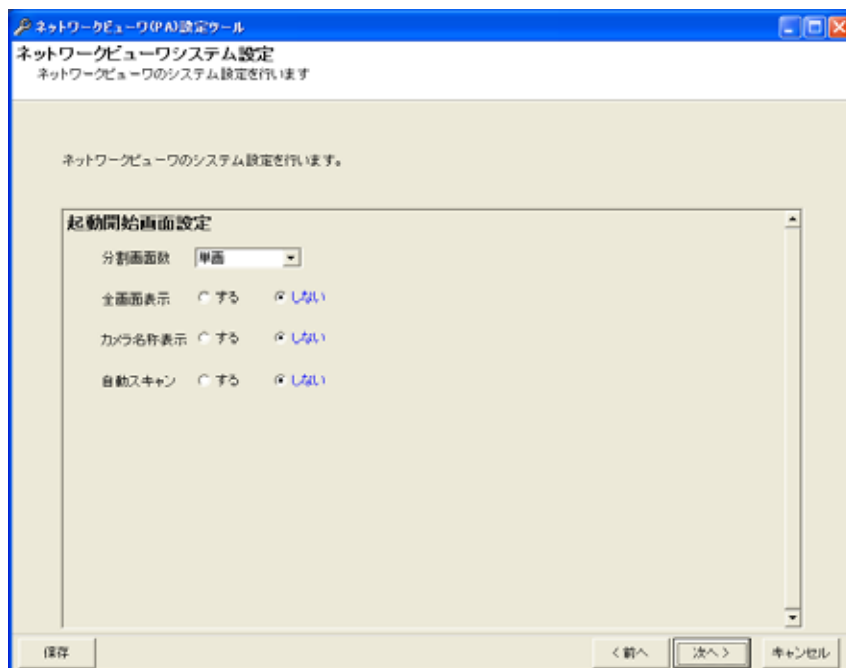 ネットワークビューワ(PA)設定ツール
ネットワークビューワシステム設定
ネットワークビューワのシステム設定を行います
ネットワークビューワのシステム設定を行います。
起動開始画面設定
分割画面数 単画
全画面表示 する しない
カメラ名称表示 する しない
自動スキャン する しない
保存 < 前へ 次へ > キャンセル